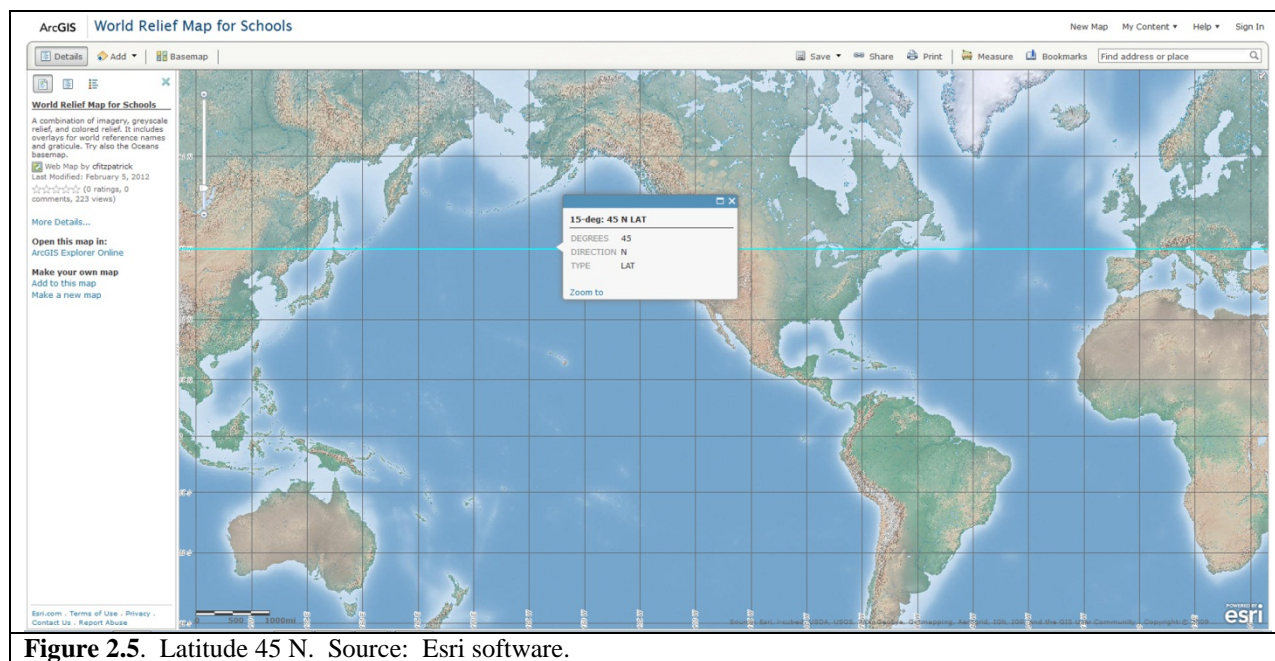 ArcGIS World Relief Map for Schools
New Map My Content ▾ Help ▾ Sign In
Details Add ▾ Basemap
Save ▾ Share Print Measure Bookmarks Find address or place
World Relief Map for Schools
A combination of imagery, greyscale
relief, and colored relief. It includes
overlays for world reference names
and graticule. Try also the Oceans
basemap.
Web Map by cfitzpatrick
Last Modified: February 5, 2012
(0 ratings, 0
comments, 223 views)
More Details...
Open this map in:
ArcGIS Explorer Online
Make your own map
Add to this map
Make a new map
15-deg: 45 N LAT
DEGREES 45
DIRECTION N
TYPE LAT
Zoom to
Esri.com . Terms of Use . Privacy .
Contact Us . Report Abuse
0 500 1000mi
POWERED BY
esri
Figure 2.5. Latitude 45 N. Source: Esri software.